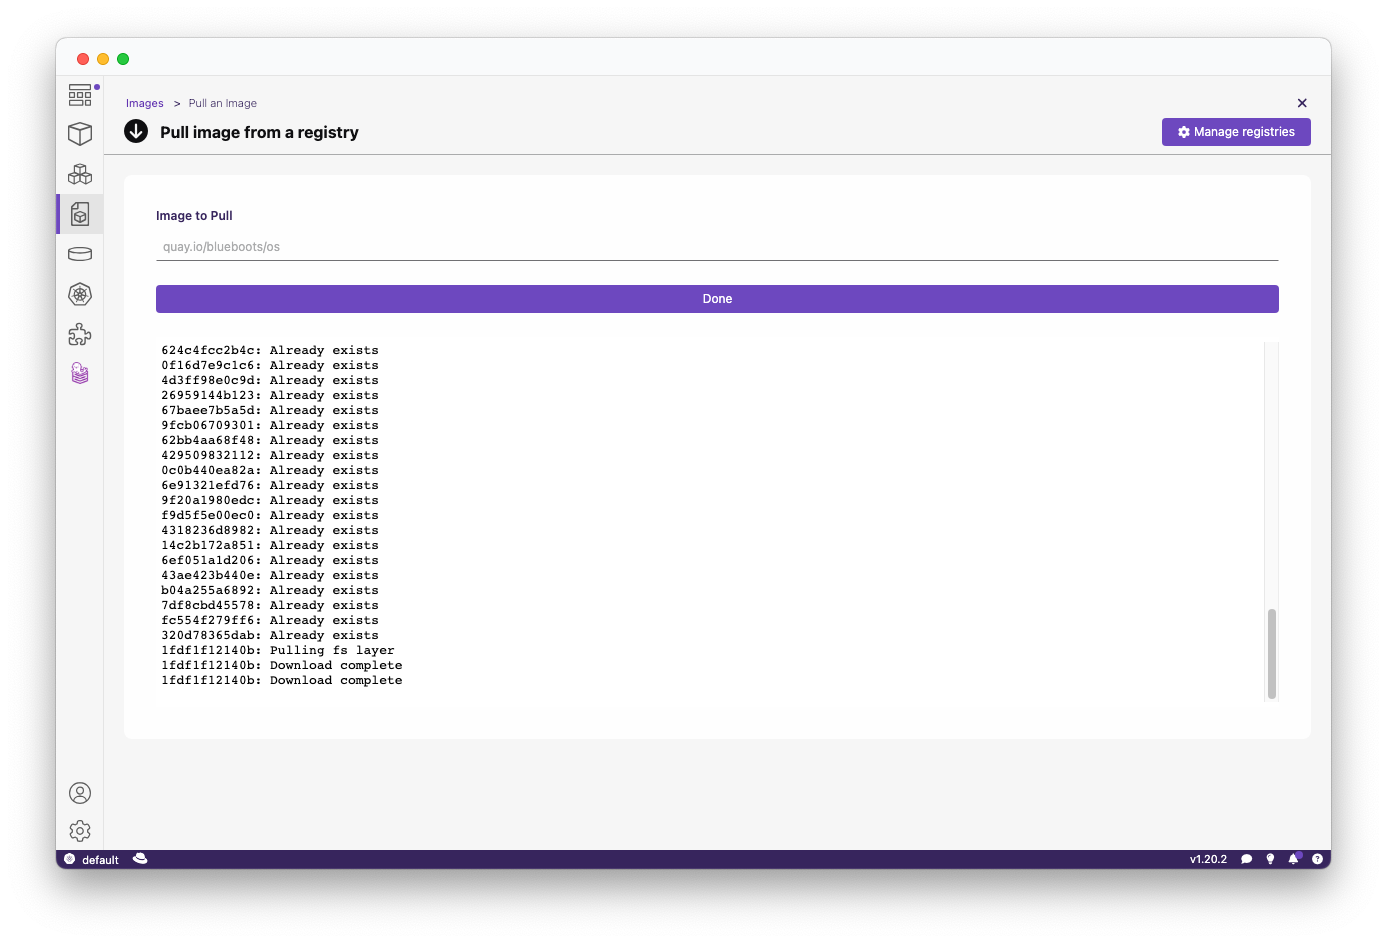 Images > Pull an Image
Pull image from a registry
Manage registries
Image to Pull
quay.io/blueboots/os
Done
624c4fcc2b4c: Already exists
0f16d7e9c1c6: Already exists
4d3ff98e0c9d: Already exists
26959144b123: Already exists
67baee7b5a5d: Already exists
9fcb06709301: Already exists
62bb4aa68f48: Already exists
429509832112: Already exists
0c0b440ea82a: Already exists
6e91321efd76: Already exists
9f20a1980edc: Already exists
f9d5f5e00ec0: Already exists
4318236d8982: Already exists
14c2b172a851: Already exists
6ef051a1d206: Already exists
43ae423b440e: Already exists
b04a255a6892: Already exists
7df8cbd45578: Already exists
fc554f279ff6: Already exists
320d78365dab: Already exists
1fdf1f12140b: Pulling fs layer
1fdf1f12140b: Download complete
1fdf1f12140b: Download complete
default
v1.20.2